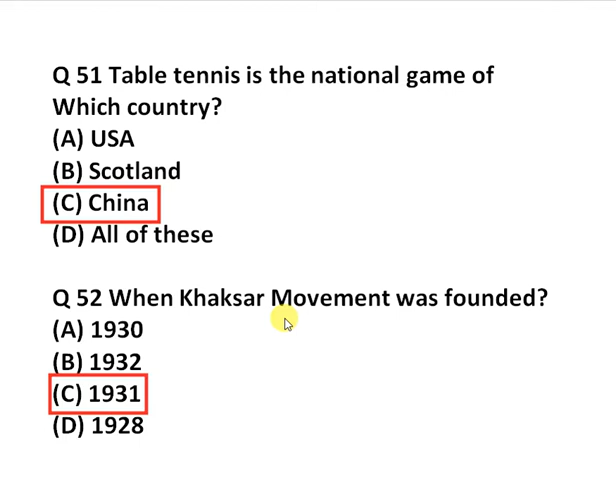 Q 51 Table tennis is the national game of
Which country?
(A) USA
(B) Scotland
(C) China
(D) All of these
Q 52 When Khaksar Movement was founded?
(A) 1930
(B) 1932
(C) 1931
(D) 1928